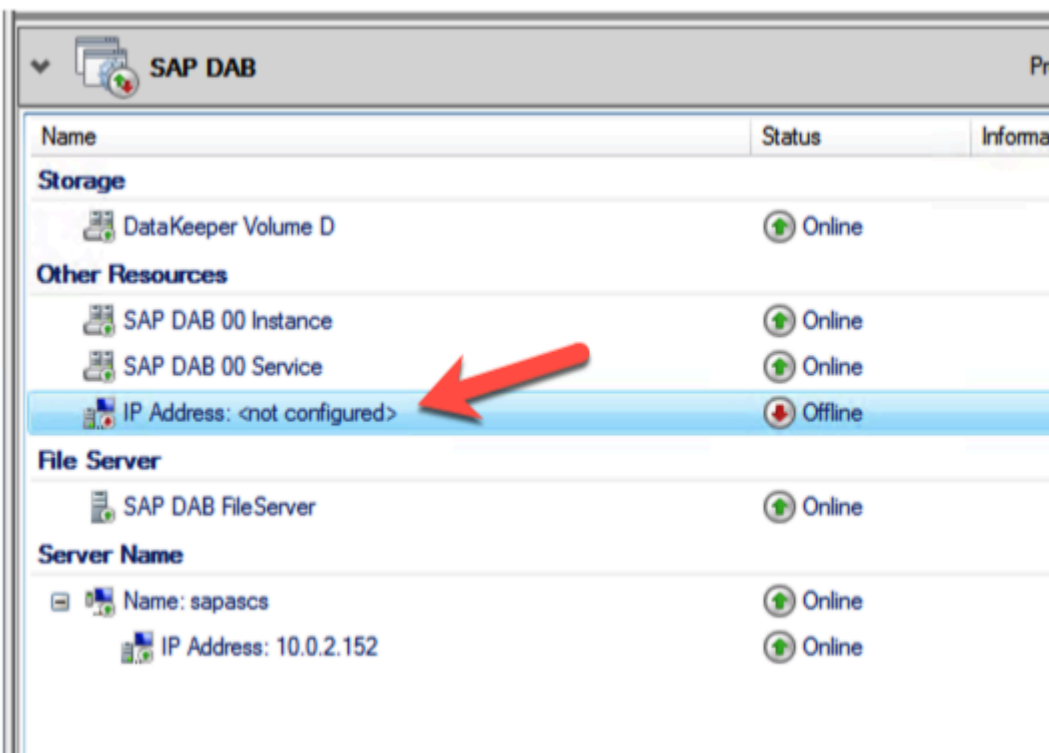 SAP DAB Pr
Name Status Informa
Storage
DataKeeper Volume D Online
Other Resources
SAP DAB 00 Instance Online
SAP DAB 00 Service Online
IP Address: <not configured> Offline
File Server
SAP DAB FileServer Online
Server Name
Name: sapascs Online
IP Address: 10.0.2.152 Online